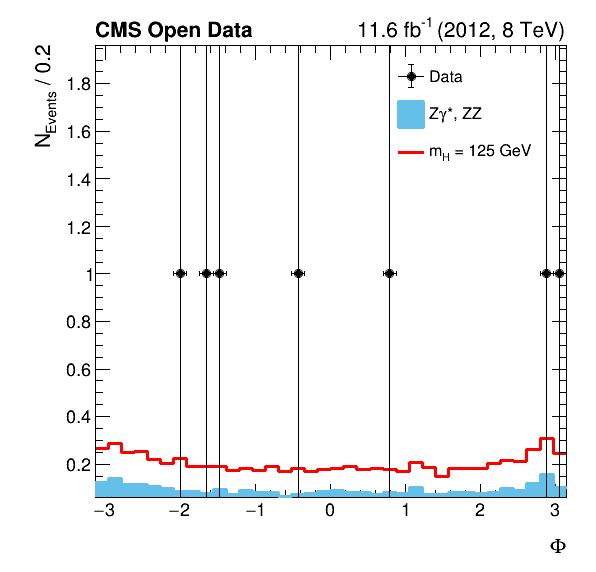 CMS Open Data 11.6 fb⁻¹ (2012, 8 TeV)
N_Events / 0.2
1.8
1.6
1.4
1.2
1
0.8
0.6
0.4
0.2
Data
Zγ*, ZZ
m_H = 125 GeV
−3 −2 −1 0 1 2 3
Φ